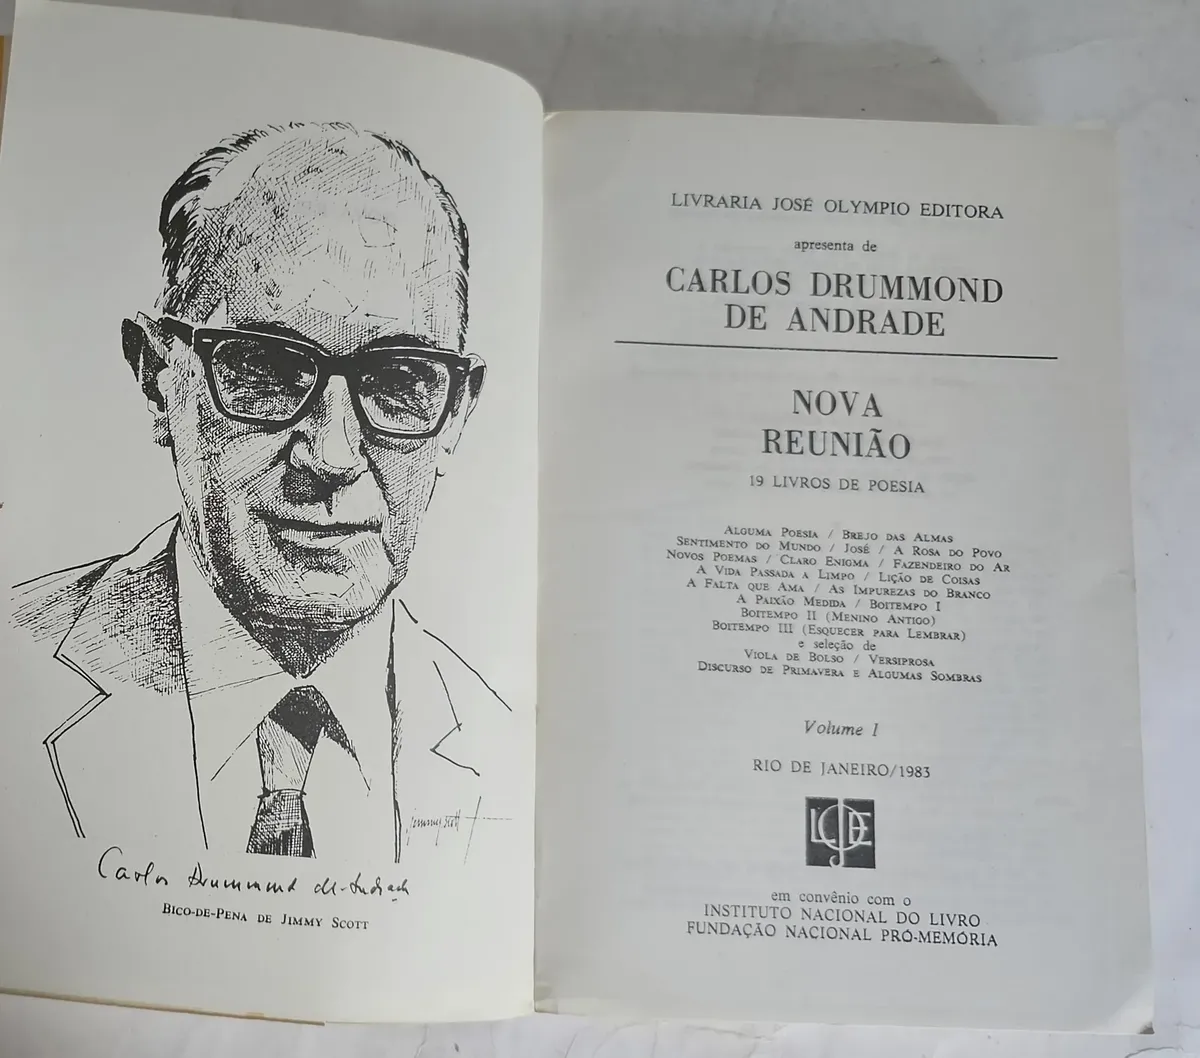 Jimmy Scott
Carlos Drummond de Andrade
BICO-DE-PENA DE JIMMY SCOTT
LIVRARIA JOSÉ OLYMPIO EDITORA
apresenta de
CARLOS DRUMMOND
DE ANDRADE
NOVA
REUNIÃO
19 LIVROS DE POESIA
ALGUMA POESIA / BREJO DAS ALMAS
SENTIMENTO DO MUNDO / JOSÉ / A ROSA DO POVO
NOVOS POEMAS / CLARO ENIGMA / FAZENDEIRO DO AR
A VIDA PASSADA A LIMPO / LIÇÃO DE COISAS
A FALTA QUE AMA / AS IMPUREZAS DO BRANCO
A PAIXÃO MEDIDA / BOITEMPO I
BOITEMPO II (MENINO ANTIGO)
BOITEMPO III (ESQUECER PARA LEMBRAR)
e seleção de
VIOLA DE BOLSO / VERSIPROSA
DISCURSO DE PRIMAVERA E ALGUMAS SOMBRAS
Volume I
RIO DE JANEIRO/1983
LJOE
em convênio com o
INSTITUTO NACIONAL DO LIVRO
FUNDAÇÃO NACIONAL PRÓ-MEMÓRIA